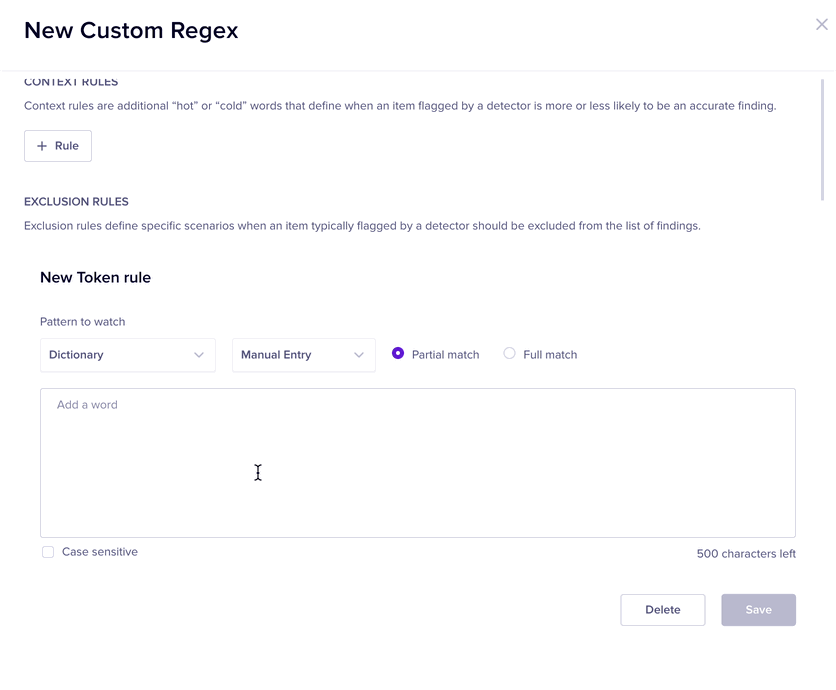 New Custom Regex
CONTEXT RULES
Context rules are additional “hot” or “cold” words that define when an item flagged by a detector is more or less likely to be an accurate finding.
+ Rule
EXCLUSION RULES
Exclusion rules define specific scenarios when an item typically flagged by a detector should be excluded from the list of findings.
New Token rule
Pattern to watch
Dictionary Manual Entry Partial match Full match
Add a word
Case sensitive 500 characters left
Delete Save